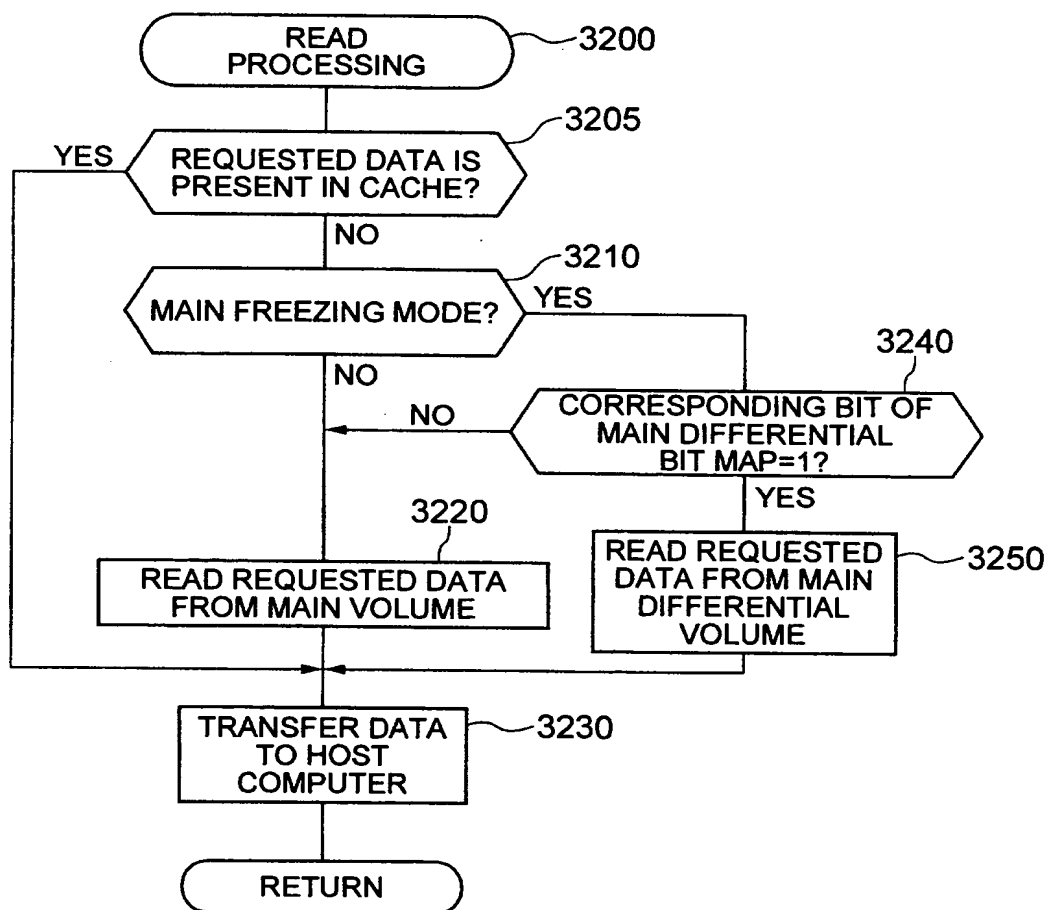 READ
PROCESSING
3200
3205
YES
REQUESTED DATA IS
PRESENT IN CACHE?
NO
3210
MAIN FREEZING MODE?
YES
NO
3240
NO
CORRESPONDING BIT OF
MAIN DIFFERENTIAL
BIT MAP=1?
YES
3220
READ REQUESTED DATA
FROM MAIN VOLUME
READ REQUESTED
DATA FROM MAIN
DIFFERENTIAL
VOLUME
3250
TRANSFER DATA
TO HOST
COMPUTER
3230
RETURN